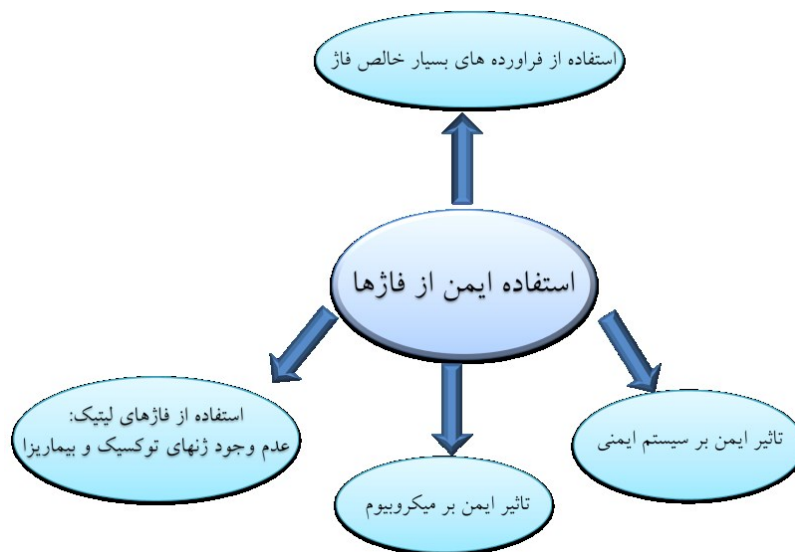 استفاده از فراورده های بسیار خالص فاژ
استفاده ایمن از فاژها
تاثیر ایمن بر سیستم ایمنی
تاثیر ایمن بر میکروبیوم
استفاده از فاژهای لیتیک:
عدم وجود ژنهای توکسیک و بیماریزا